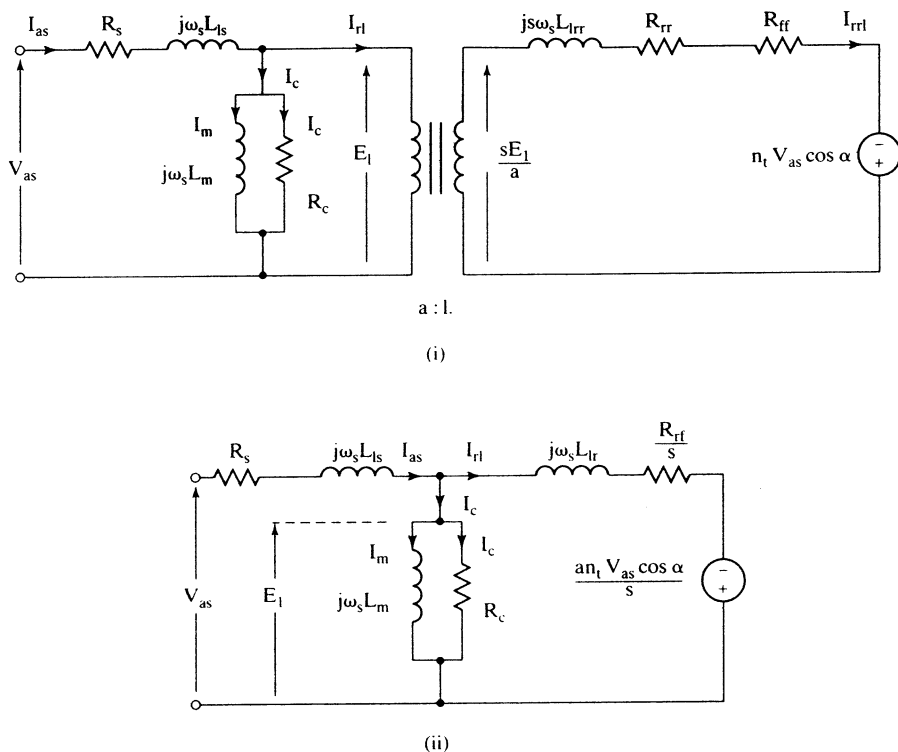 I_as R_s jω_sL_ls I_rl jsω_sL_lrr R_rr R_ff I_rrl
I_c
I_m I_c
V_as jω_sL_m R_c E_l sE_1/a n_t V_as cos α
- +
a : l.
(i)
R_s jω_sL_ls I_as I_rl jω_sL_lr R_rf/s
I_c
I_m I_c
V_as E_1 jω_sL_m R_c an_t V_as cos α/s
- +
(ii)